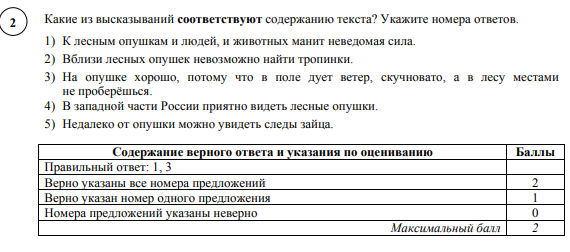 2
Какие из высказываний соответствуют содержанию текста? Укажите номера ответов.
1) К лесным опушкам и людей, и животных манит неведомая сила.
2) Вблизи лесных опушек невозможно найти тропинки.
3) На опушке хорошо, потому что в поле дует ветер, скучновато, а в лесу местами
не проберёшься.
4) В западной части России приятно видеть лесные опушки.
5) Недалеко от опушки можно увидеть следы зайца.
Содержание верного ответа и указания по оцениванию Баллы
Правильный ответ: 1, 3
Верно указаны все номера предложений 2
Верно указан номер одного предложения 1
Номера предложений указаны неверно 0
Максимальный балл 2